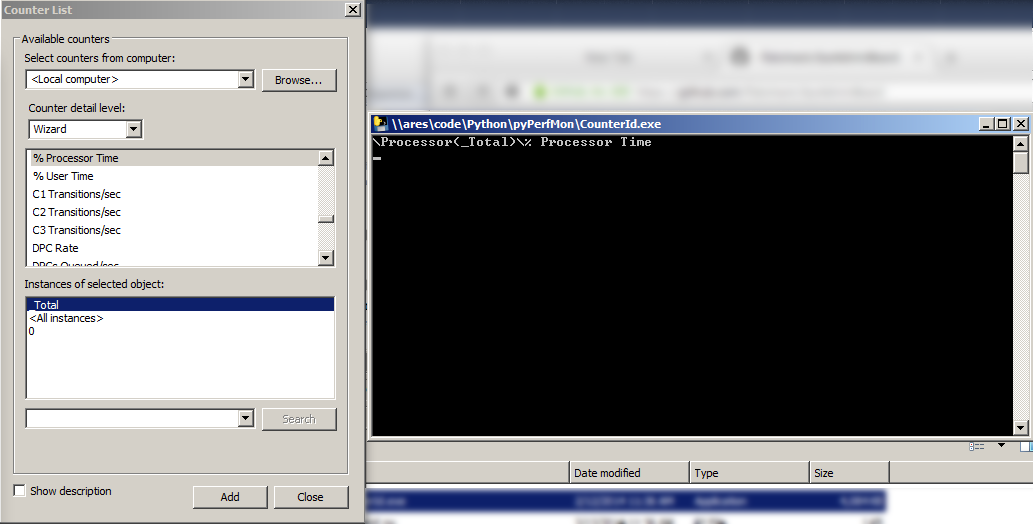 Counter List
Available counters
Select counters from computer:
<Local computer>
Browse...
Counter detail level:
Wizard
% Processor Time
% User Time
C1 Transitions/sec
C2 Transitions/sec
C3 Transitions/sec
DPC Rate
DPCs Queued/sec
Instances of selected object:
_Total
<All instances>
0
Search
Show description
Add
Close
\\ares\code\Python\pyPerfMon\CounterId.exe
\Processor(_Total)\% Processor Time
Date modified
Type
Size